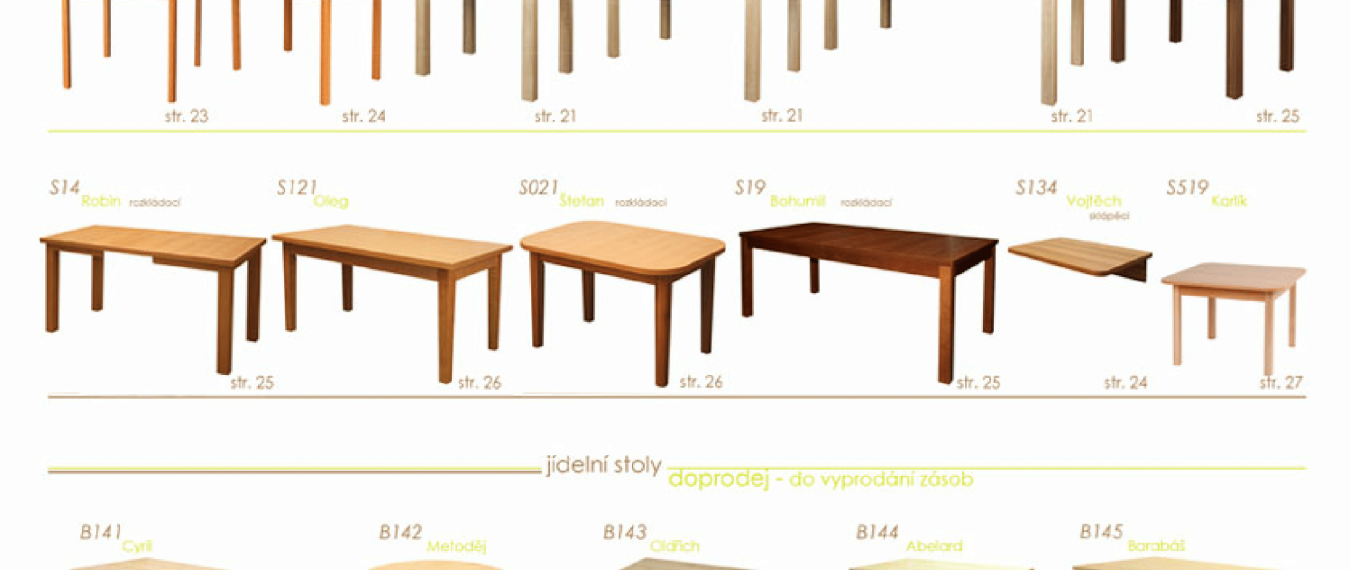 str. 23 str. 24 str. 21 str. 21 str. 21 str. 25
S14 S121 S021 S19 S134 S519
Robin rozkládací Oleg Štefan rozkládací Bohumil rozkládací Vojtěch Karlík
sklápěcí
str. 25 str. 26 str. 26 str. 25 str. 24 str. 27
jídelní stoly
doprodej - do vyprodání zásob
B141 B142 B143 B144 B145
Cyril Metoděj Oldřich Abelard Barabáš